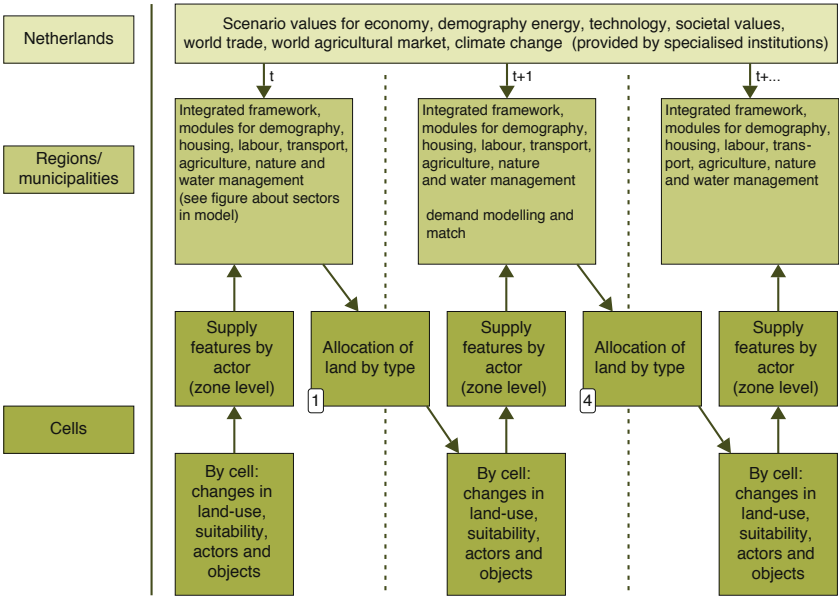 Netherlands
Scenario values for economy, demography energy, technology, societal values,
world trade, world agricultural market, climate change (provided by specialised institutions)
t
t+1
t+...
Regions/
municipalities
Integrated framework,
modules for demography,
housing, labour, transport,
agriculture, nature and
water management
(see figure about sectors
in model)
Integrated framework,
modules for demography,
housing, labour, transport,
agriculture, nature
and water management
demand modelling and
match
Integrated framework,
modules for demography,
housing, labour, trans-
port, agriculture, nature
and water management
Supply
features by
actor
(zone level)
Allocation of
land by type
1
Supply
features by
actor
(zone level)
Allocation of
land by type
4
Supply
features by
actor
(zone level)
Cells
By cell:
changes in
land-use,
suitability,
actors and
objects
By cell:
changes in
land-use,
suitability,
actors and
objects
By cell:
changes in
land-use,
suitability,
actors and
objects